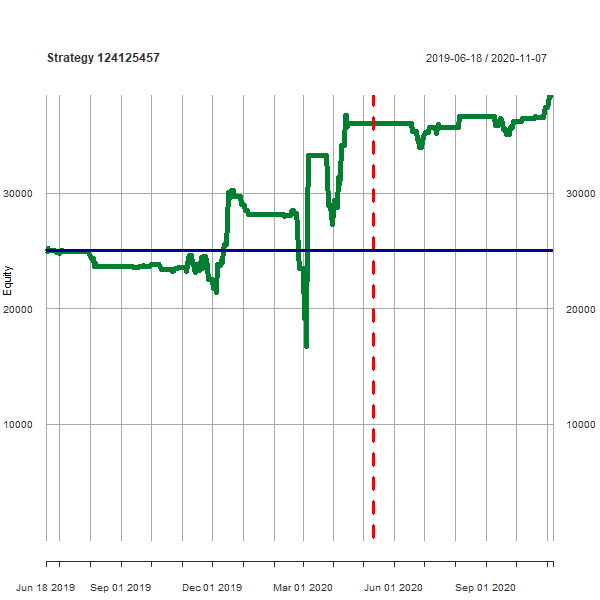 Strategy 124125457
2019-06-18 / 2020-11-07
30000
30000
20000
20000
10000
10000
Equity
Jun 18 2019
Sep 01 2019
Dec 01 2019
Mar 01 2020
Jun 01 2020
Sep 01 2020